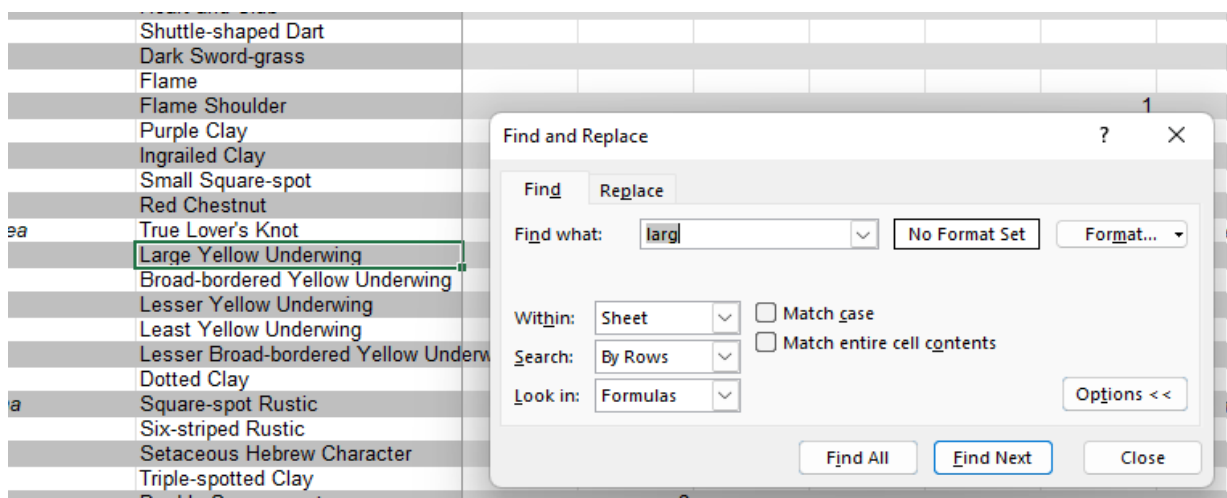 Shuttle-shaped Dart
Dark Sword-grass
Flame
Flame Shoulder 1
Purple Clay
Ingrailed Clay
Small Square-spot
Red Chestnut
ea True Lover's Knot
Large Yellow Underwing
Broad-bordered Yellow Underwing
Lesser Yellow Underwing
Least Yellow Underwing
Lesser Broad-bordered Yellow Underw
Dotted Clay
a Square-spot Rustic
Six-striped Rustic
Setaceous Hebrew Character
Triple-spotted Clay
Find and Replace ? X
Find Replace
Find what: larg No Format Set Format...
Within: Sheet Match case
Match entire cell contents
Search: By Rows
Look in: Formulas Options <<
Find All Find Next Close